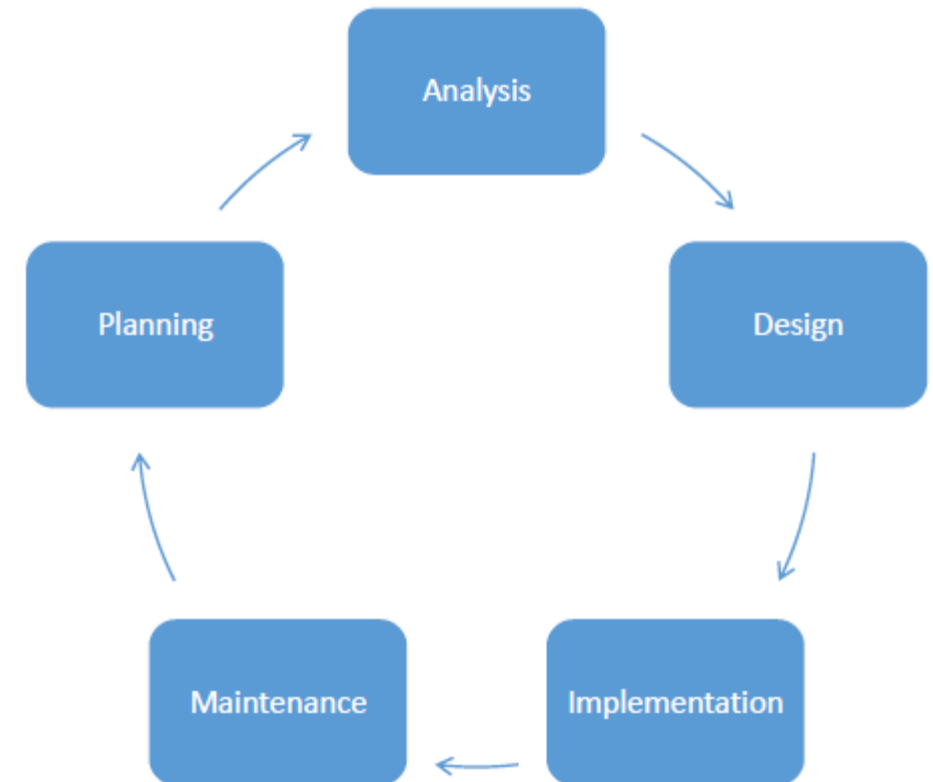 Analysis
Planning
Design
Maintenance
Implementation